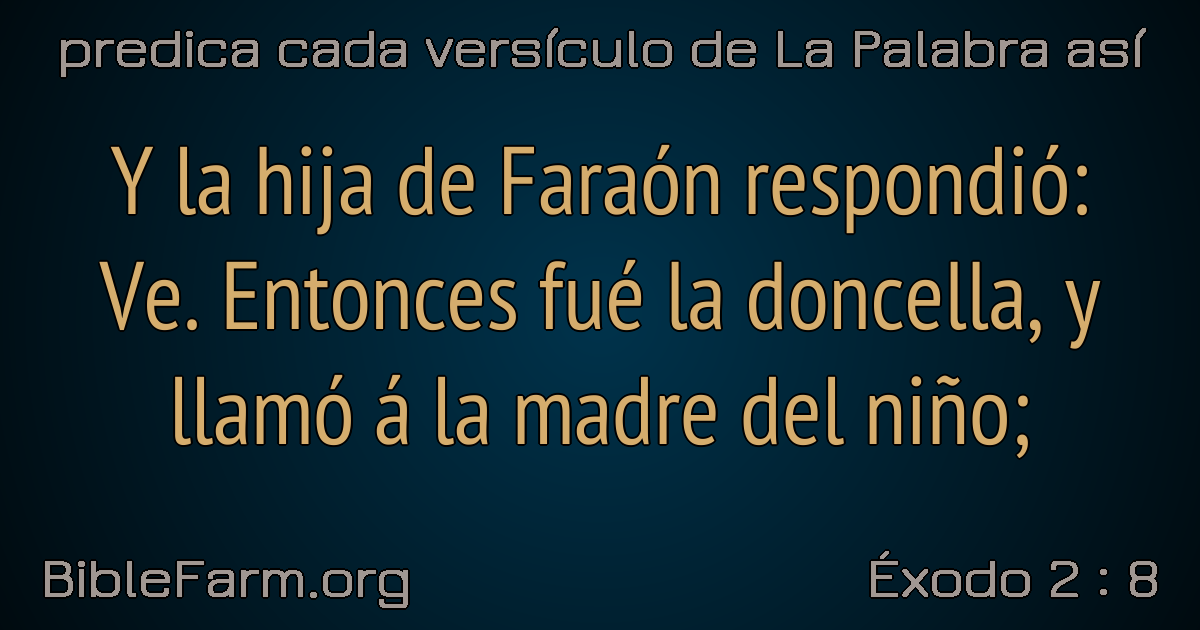 predica cada versículo de La Palabra así
Y la hija de Faraón respondió:
Ve. Entonces fué la doncella, y
llamó á la madre del niño;
BibleFarm.org
Éxodo 2 : 8